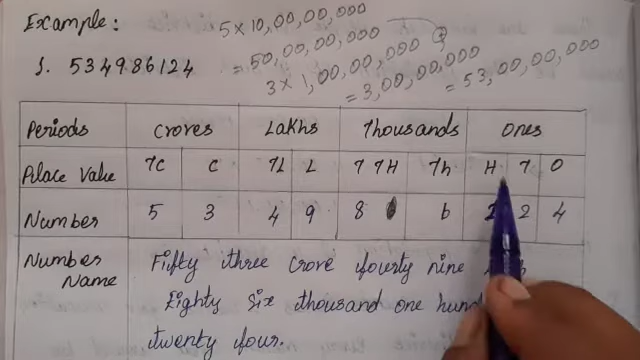 Example:
5 × 10,00,00,000
= 50,00,00,000
3 × 1,00,00,000
= 3,00,00,000
= 53,00,00,000
1. 534986124
Periods Crores Lakhs Thousands Ones
Place Value TC C TL L T TH Th H T O
Number 5 3 4 9 8 6 1 2 4
Number Name Fifty three crore fourty nine
Eighty six thousand one hun
twenty four.